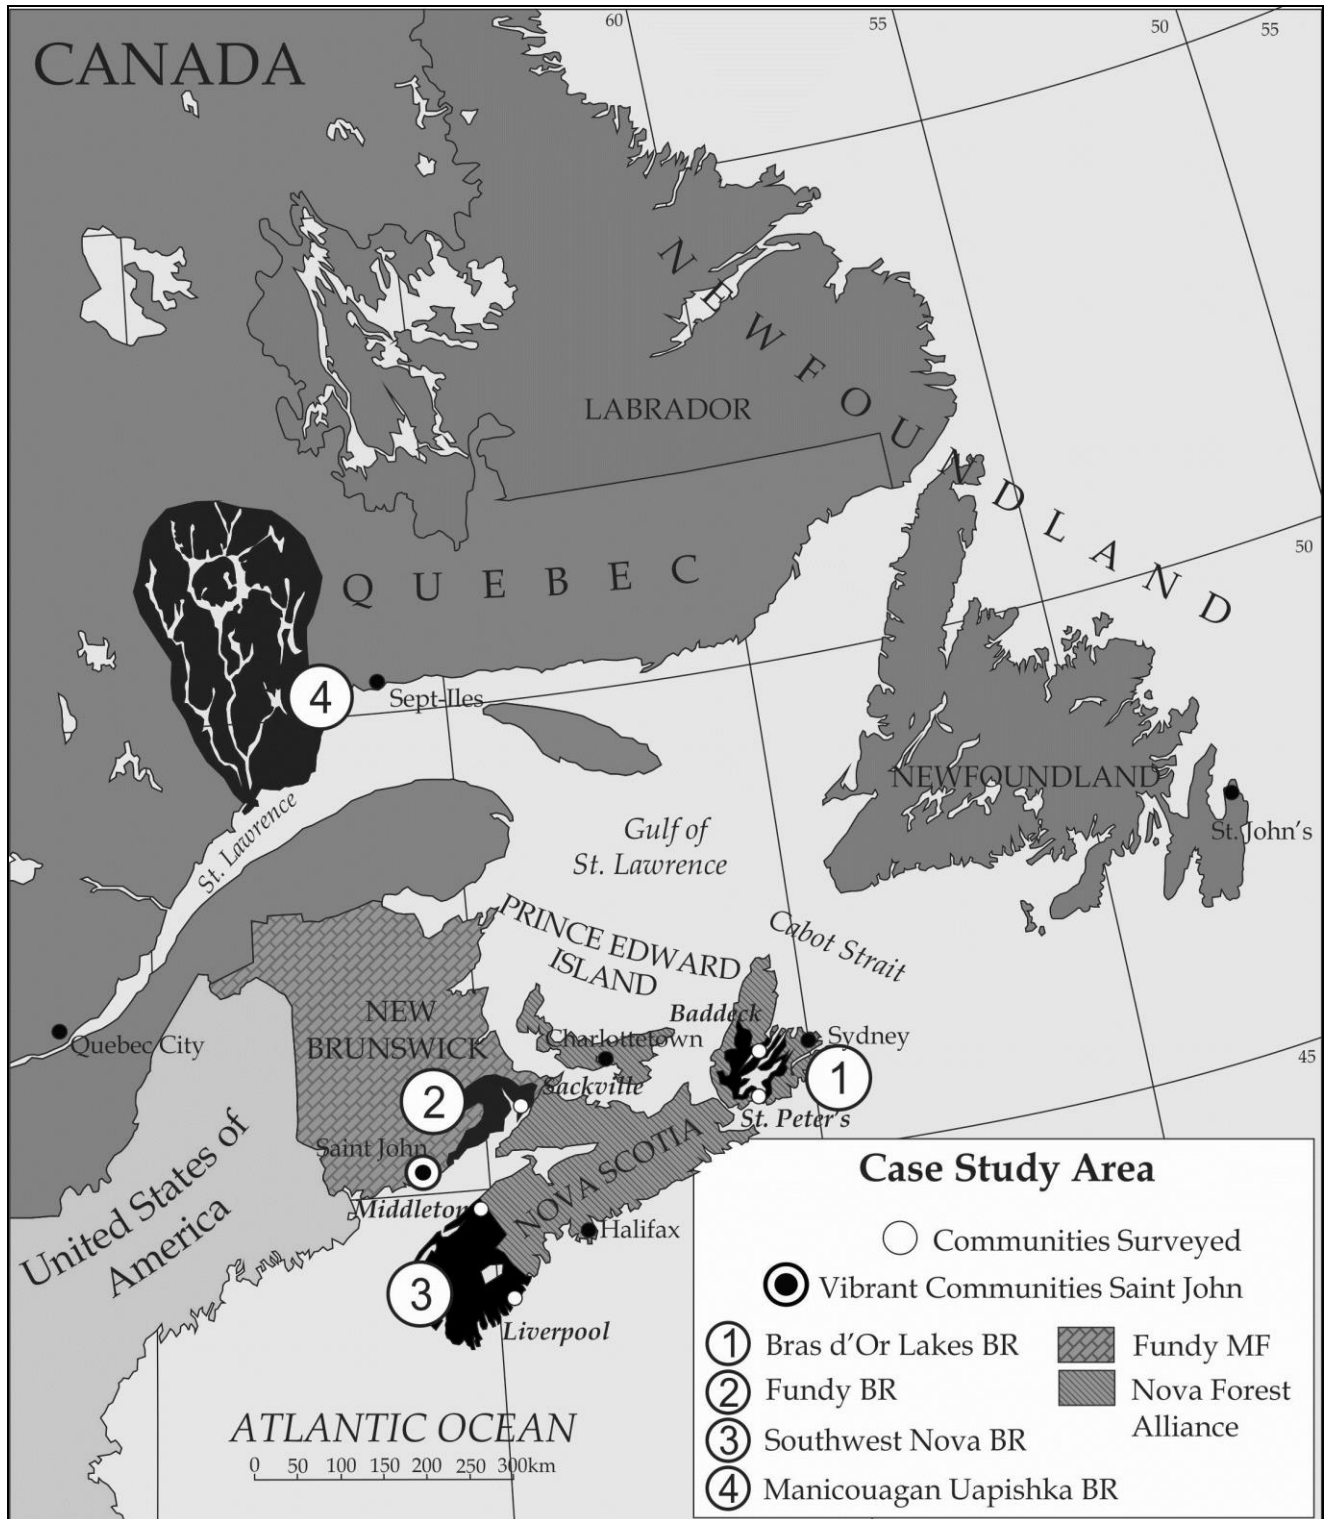 60
55
50
55
CANADA
NEWFOUNDLAND
LABRADOR
QUEBEC
50
4
Sept-Iles
NEWFOUNDLAND
St. John's
St. Lawrence
Gulf of
St. Lawrence
Cabot Strait
PRINCE EDWARD
ISLAND
NEW
BRUNSWICK
Baddeck
Charlottetown
Sydney
Quebec City
45
1
2
Sackville
St. Peter's
Saint John
NOVA SCOTIA
Middleton
Halifax
United States of
America
3
Liverpool
ATLANTIC OCEAN
0 50 100 150 200 250 300km
Case Study Area
Communities Surveyed
Vibrant Communities Saint John
1 Bras d'Or Lakes BR
2 Fundy BR
3 Southwest Nova BR
4 Manicouagan Uapishka BR
Fundy MF
Nova Forest
Alliance